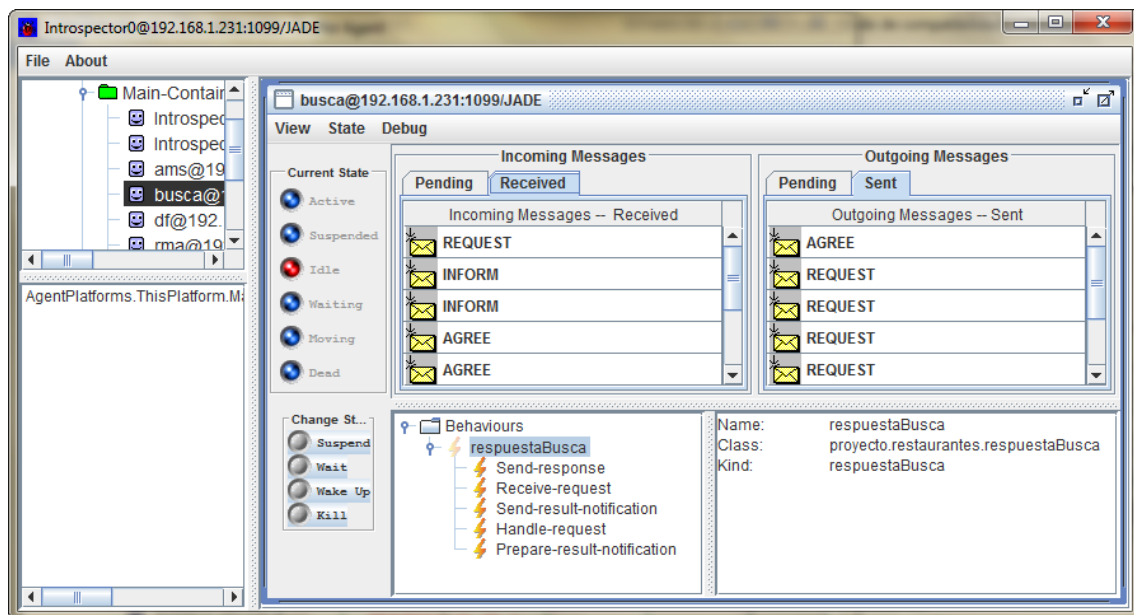 Introspector0@192.168.1.231:1099/JADE
File About
Main-Contair
Introspec
Introspec
ams@19
busca@1
df@192.
rma@19
AgentPlatforms.ThisPlatform.Ma
busca@192.168.1.231:1099/JADE
View State Debug
Current State
Active
Suspended
Idle
Waiting
Moving
Dead
Incoming Messages
Pending Received
Incoming Messages -- Received
REQUEST
INFORM
INFORM
AGREE
AGREE
Outgoing Messages
Pending Sent
Outgoing Messages -- Sent
AGREE
REQUEST
REQUEST
REQUEST
REQUEST
Change St...
Suspend
Wait
Wake Up
Kill
Behaviours
respuestaBusca
Send-response
Receive-request
Send-result-notification
Handle-request
Prepare-result-notification
Name: respuestaBusca
Class: proyecto.restaurantes.respuestaBusca
Kind: respuestaBusca